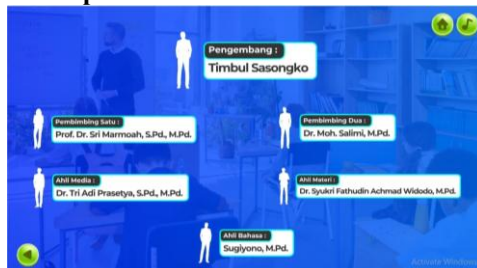 Pengembang :
Timbul Sasongko
Pembimbing Satu :
Prof. Dr. Sri Marmoah, S.Pd., M.Pd.
Pembimbing Dua :
Dr. Moh. Salimi, M.Pd.
Ahli Media :
Dr. Tri Adi Prasetya, S.Pd., M.Pd.
Ahli Materi :
Dr. Syukri Fathudin Achmad Widodo, M.Pd.
Ahli Bahasa :
Sugiyono, M.Pd.
Activate Windows